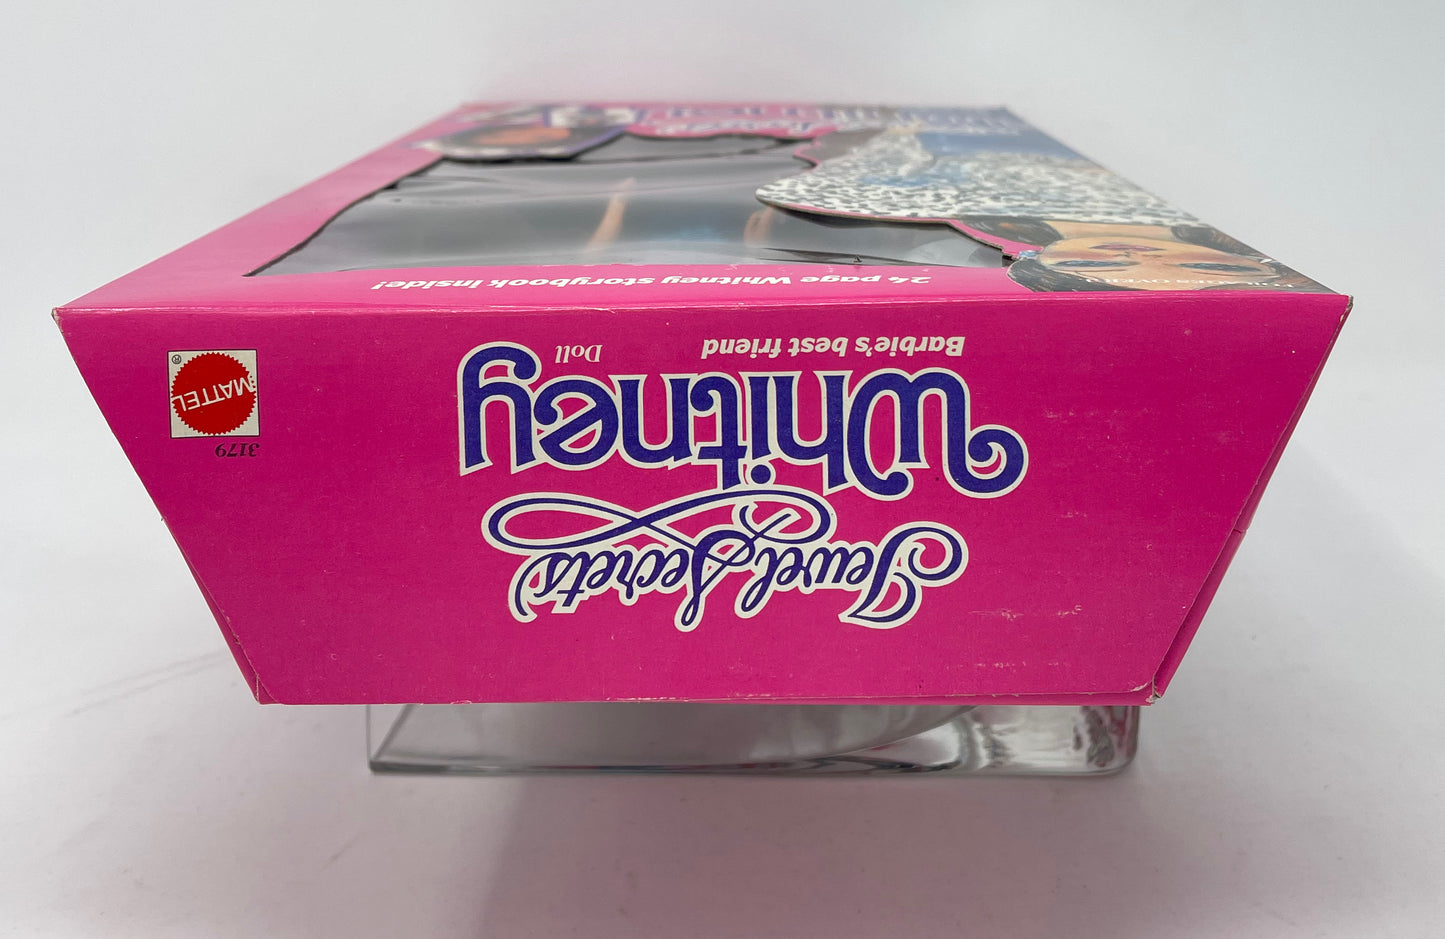 Jewel Secrets
Whitney
Barbie's best friend
Doll
3179
MATTEL
®
24 page Whitney storybook inside!